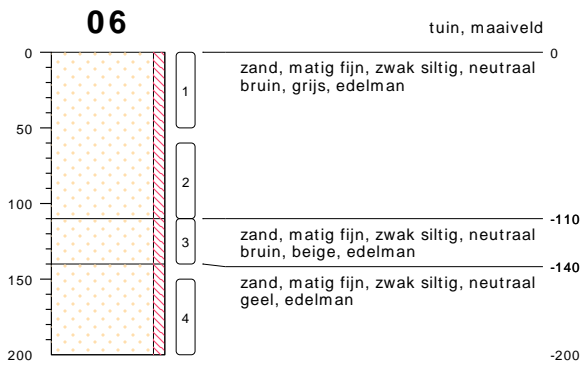 06
tuin, maaiveld
0
0
zand, matig fijn, zwak siltig, neutraal
bruin, grijs, edelman
1
50
2
100
-110
zand, matig fijn, zwak siltig, neutraal
bruin, beige, edelman
3
-140
150
zand, matig fijn, zwak siltig, neutraal
geel, edelman
4
200
-200